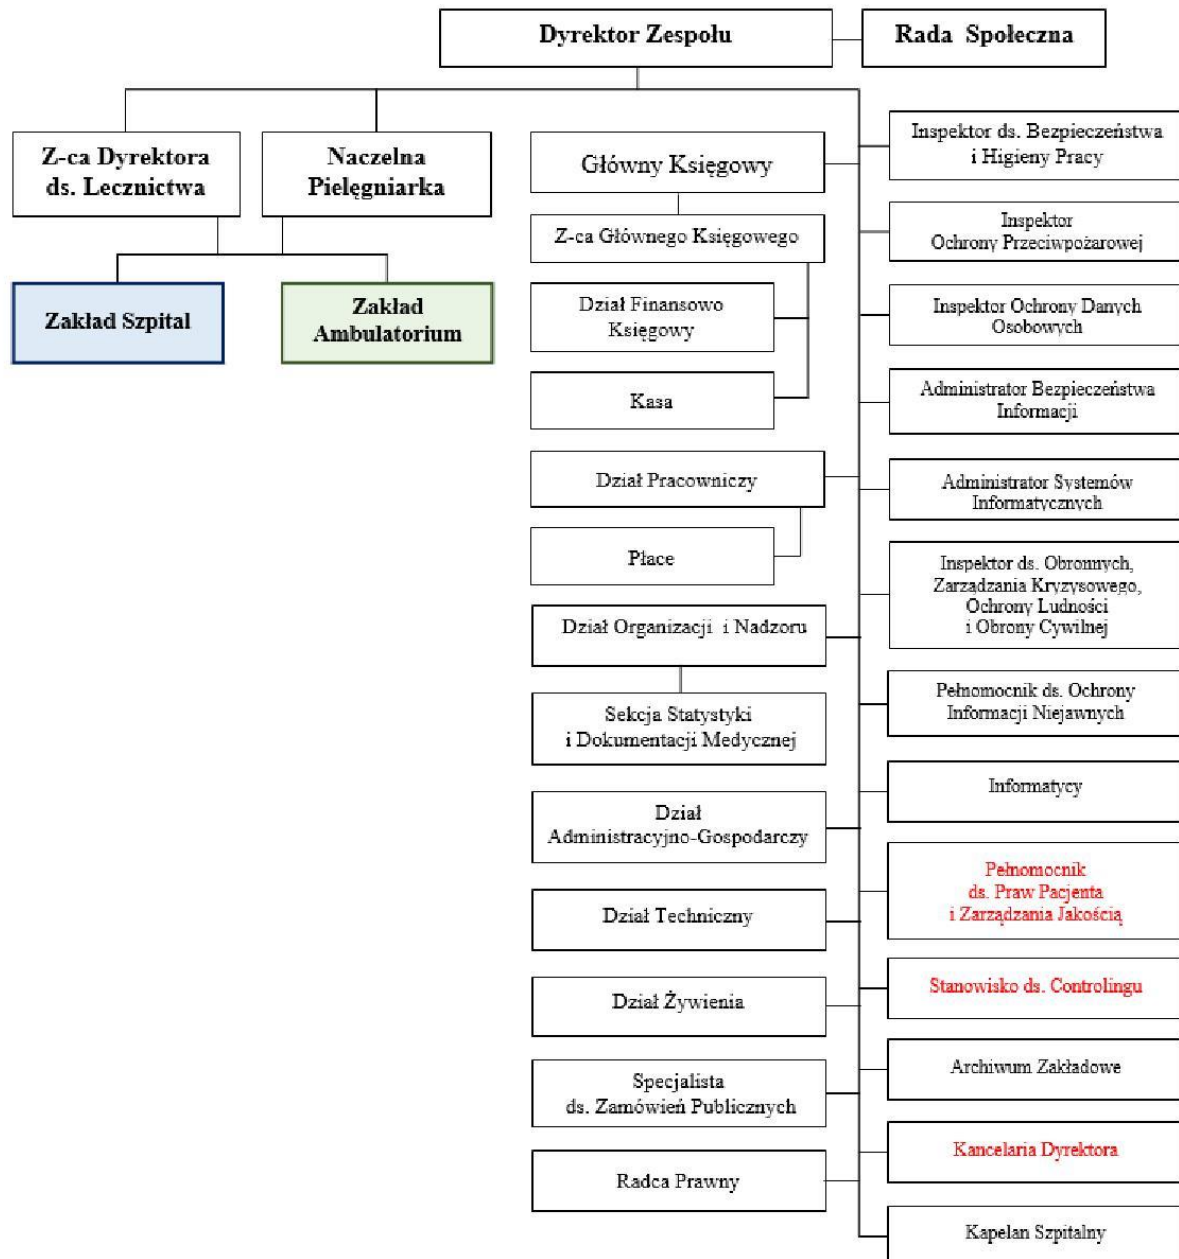 Dyrektor Zespołu
Rada Społeczna
Z-ca Dyrektora
ds. Lecznictwa
Naczelna
Pielęgniarka
Zakład Szpital
Zakład
Ambulatorium
Główny Księgowy
Z-ca Głównego Księgowego
Dział Finansowo
Księgowy
Kasa
Dział Pracowniczy
Płace
Dział Organizacji i Nadzoru
Sekcja Statystyki
i Dokumentacji Medycznej
Dział
Administracyjno-Gospodarczy
Dział Techniczny
Dział Żywienia
Specjalista
ds. Zamówień Publicznych
Radca Prawny
Inspektor ds. Bezpieczeństwa
i Higieny Pracy
Inspektor
Ochrony Przeciwpożarowej
Inspektor Ochrony Danych
Osobowych
Administrator Bezpieczeństwa
Informacji
Administrator Systemów
Informatycznych
Inspektor ds. Obronnych,
Zarządzania Kryzysowego,
Ochrony Ludności
i Obrony Cywilnej
Pełnomocnik ds. Ochrony
Informacji Niejawnych
Informatycy
Pełnomocnik
ds. Praw Pacjenta
i Zarządzania Jakością
Stanowisko ds. Controlingu
Archiwum Zakładowe
Kancelaria Dyrektora
Kapelan Szpitalny